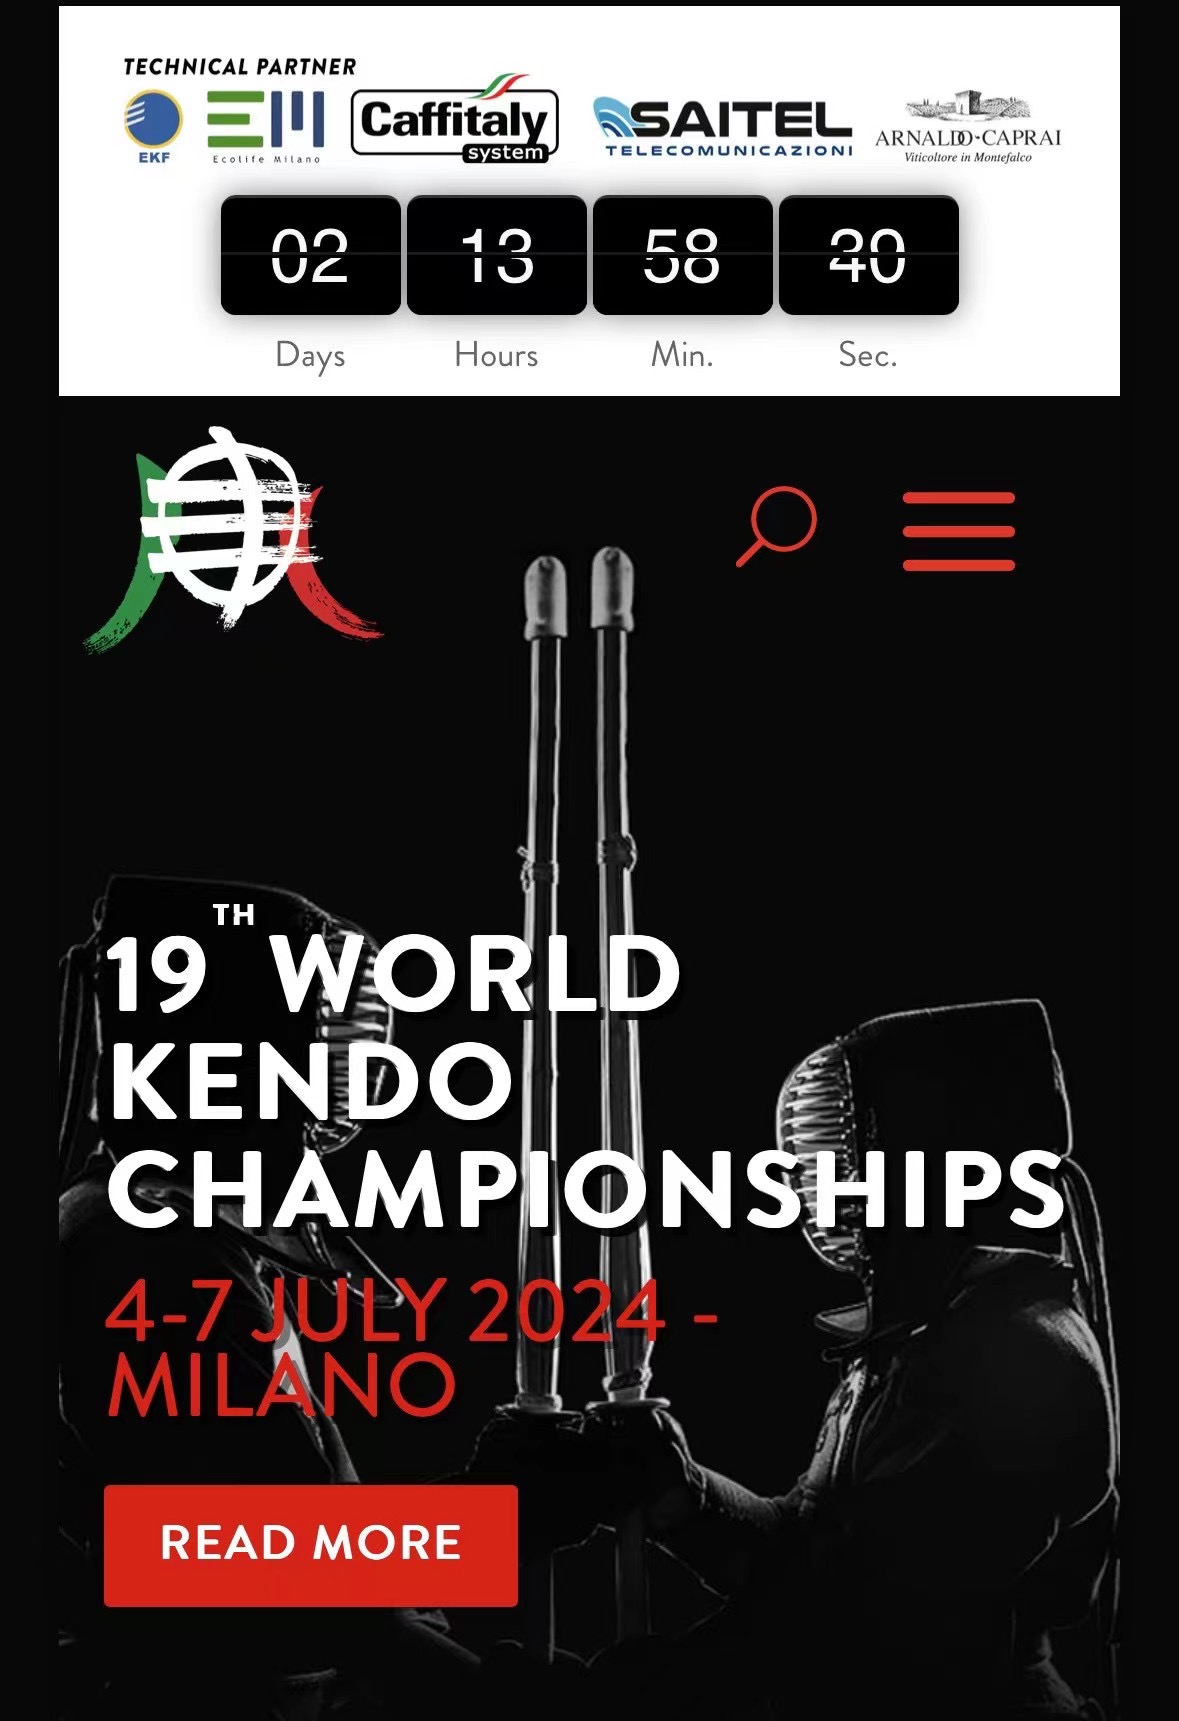 TECHNICAL PARTNER
EKF
EM
Ecolife Milano
Caffitaly
system
SAITEL
TELECOMUNICAZIONI
ARNALDO·CAPRAI
Viticoltore in Montefalco
02 13 58
Days Hours Min. Sec.
19TH WORLD
KENDO
CHAMPIONSHIPS
4-7 JULY 2024 -
MILANO
READ MORE